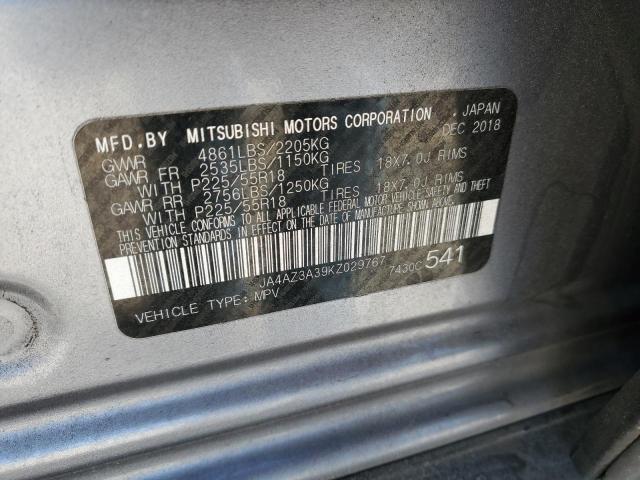 MFD.BY MITSUBISHI MOTORS CORPORATION . JAPAN
GVWR 4861LBS/2205KG DEC 2018
GAWR FR 2535LBS/1150KG
WITH P225/55R18 TIRES 18X7.0J RIMS
GAWR RR 2756LBS/1250KG
WITH P225/55R18 TIRES 18X7.0J RIMS
THIS VEHICLE CONFORMS TO ALL APPLICABLE FEDERAL MOTOR VEHICLE SAFETY AND THEFT
PREVENTION STANDARDS IN EFFECT ON THE DATE OF MANUFACTURE SHOWN ABOVE.
JA4AZ3A39KZ029767 7430C 541
VEHICLE TYPE: MPV